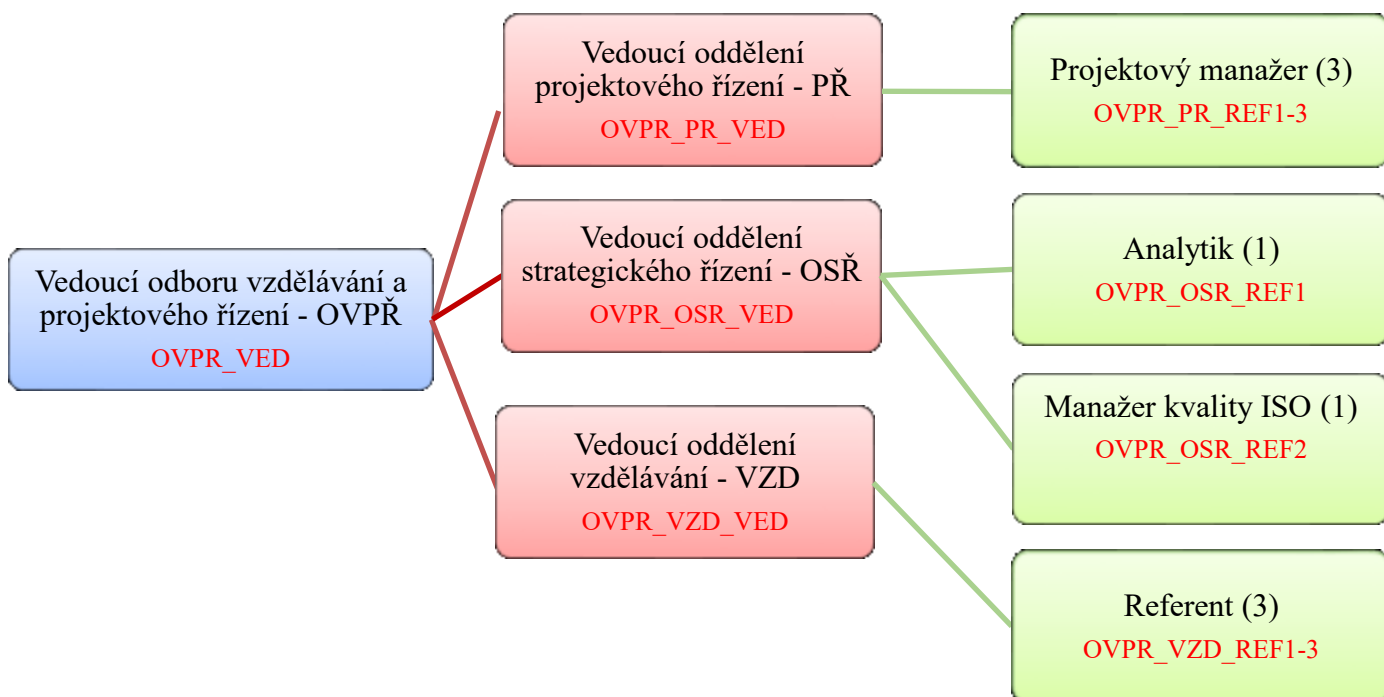 Vedoucí odboru vzdělávání a
projektového řízení - OVPŘ
OVPR_VED
Vedoucí oddělení
projektového řízení - PŘ
OVPR_PR_VED
Vedoucí oddělení
strategického řízení - OSŘ
OVPR_OSR_VED
Vedoucí oddělení
vzdělávání - VZD
OVPR_VZD_VED
Projektový manažer (3)
OVPR_PR_REF1-3
Analytik (1)
OVPR_OSR_REF1
Manažer kvality ISO (1)
OVPR_OSR_REF2
Referent (3)
OVPR_VZD_REF1-3